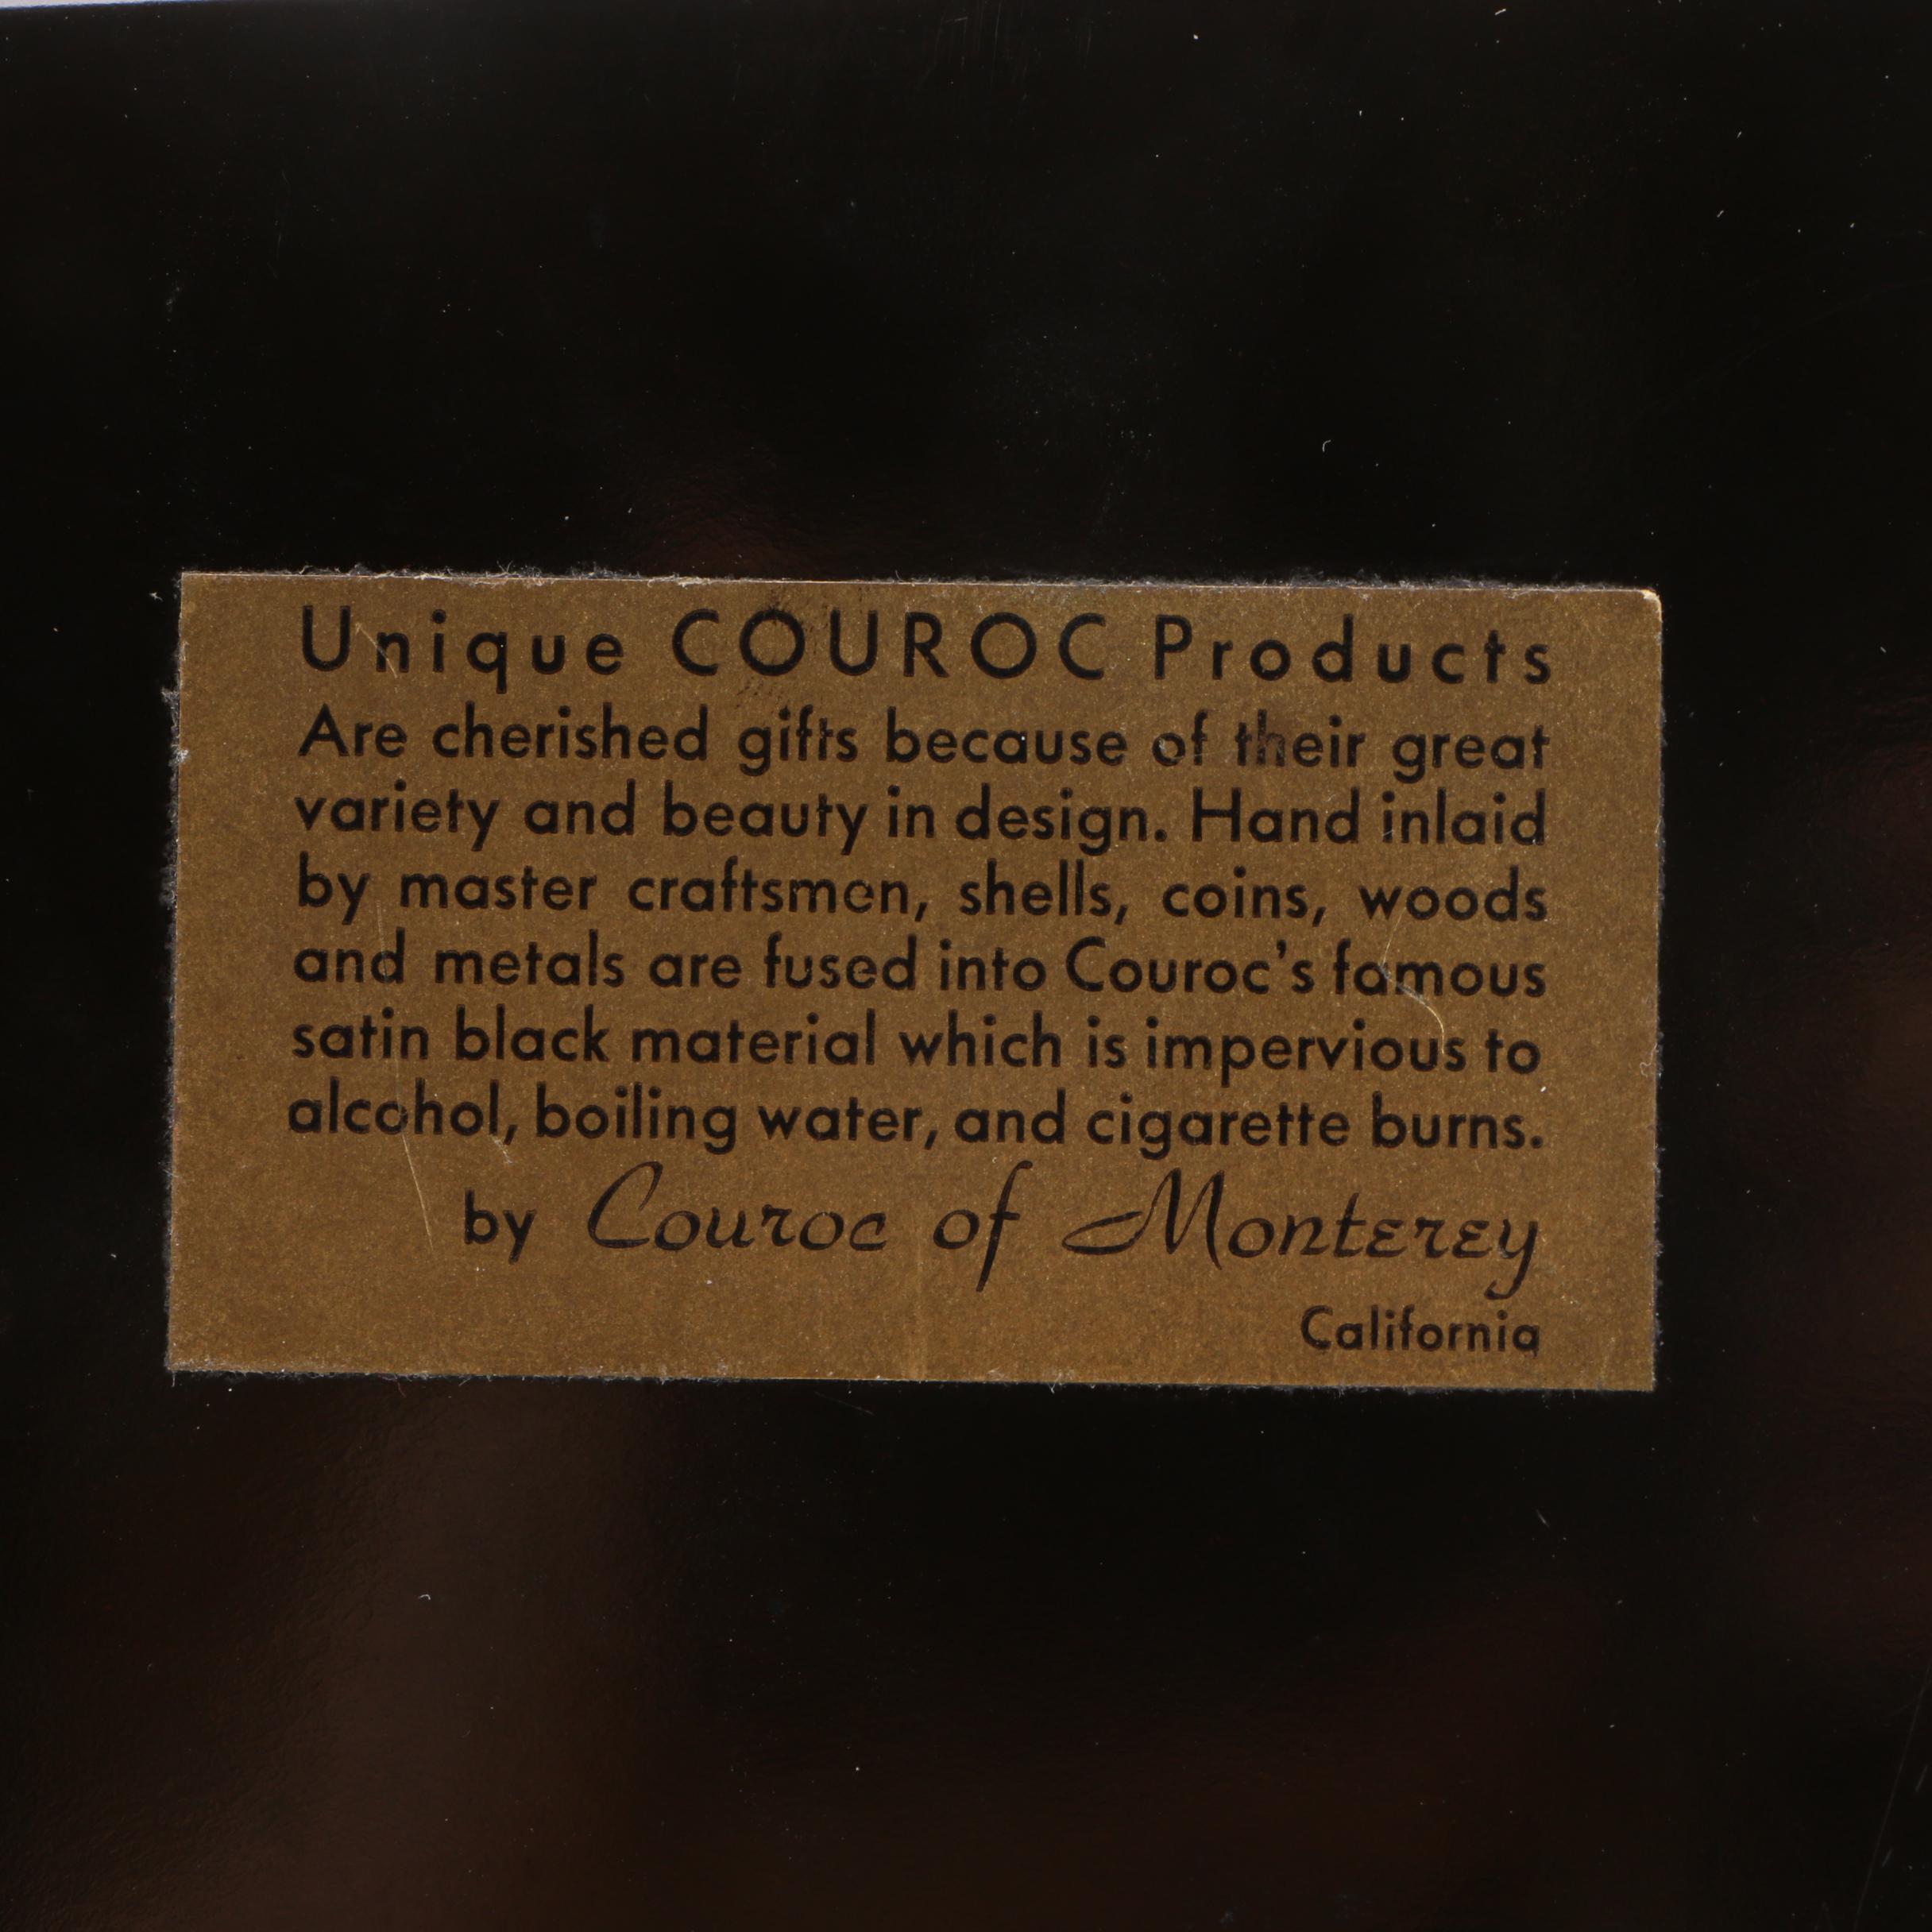 Unique COUROC Products
Are cherished gifts because of their great
variety and beauty in design. Hand inlaid
by master craftsmen, shells, coins, woods
and metals are fused into Couroc's famous
satin black material which is impervious to
alcohol, boiling water, and cigarette burns.
by Couroc of Monterey
California